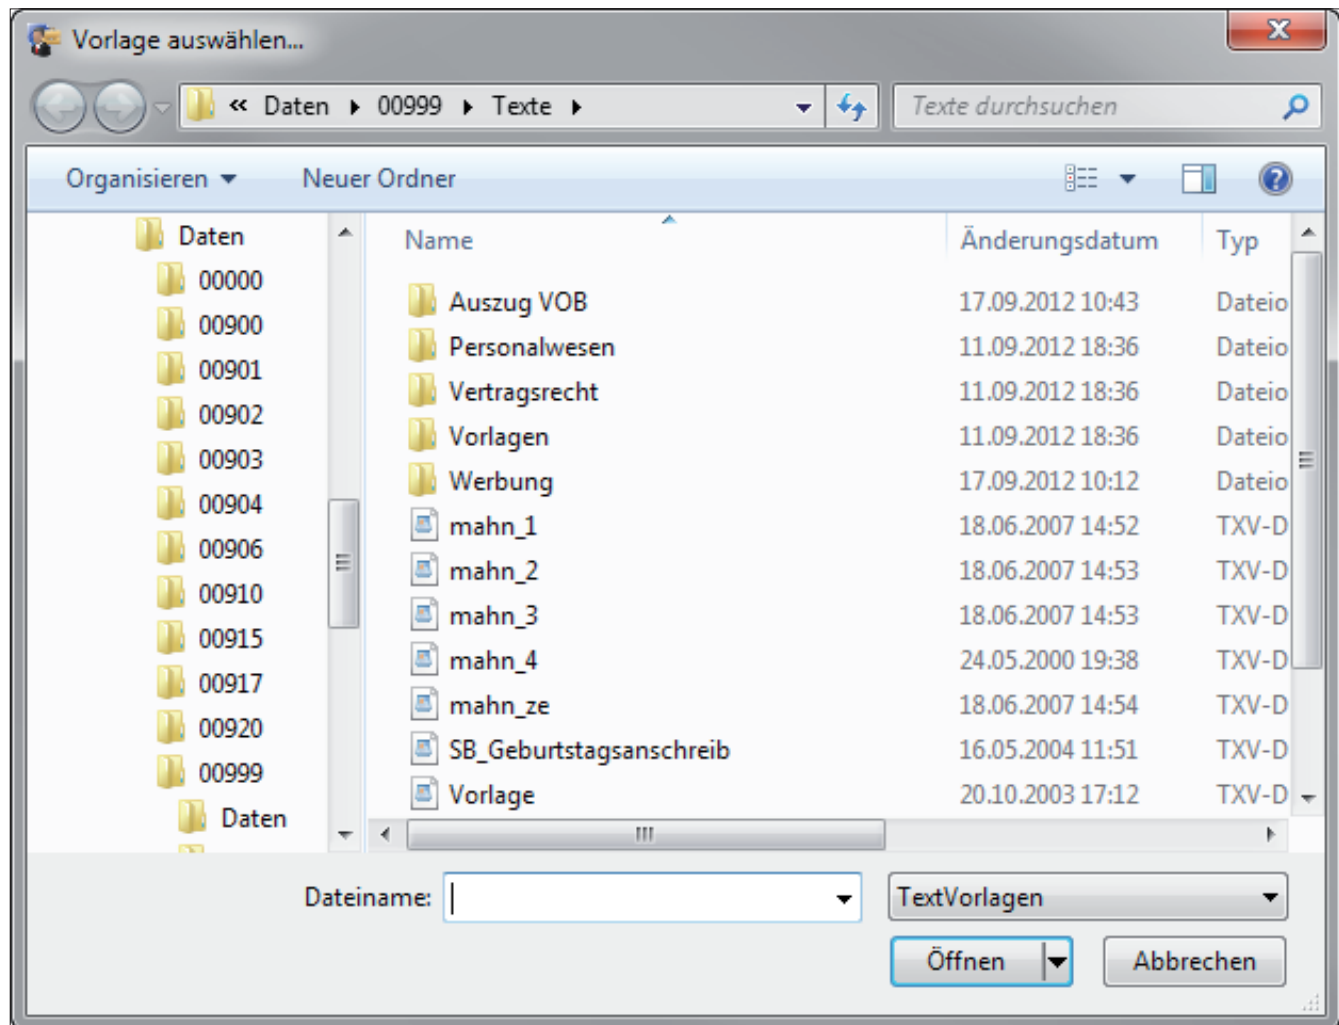 Vorlage auswählen...
« Daten 00999 Texte Texte durchsuchen
Organisieren Neuer Ordner
Daten
00000
00900
00901
00902
00903
00904
00906
00910
00915
00917
00920
00999
Daten
Name Änderungsdatum Typ
Auszug VOB 17.09.2012 10:43 Dateio
Personalwesen 11.09.2012 18:36 Dateio
Vertragsrecht 11.09.2012 18:36 Dateio
Vorlagen 11.09.2012 18:36 Dateio
Werbung 17.09.2012 10:12 Dateio
mahn_1 18.06.2007 14:52 TXV-D
mahn_2 18.06.2007 14:53 TXV-D
mahn_3 18.06.2007 14:53 TXV-D
mahn_4 24.05.2000 19:38 TXV-D
mahn_ze 18.06.2007 14:54 TXV-D
SB_Geburtstagsanschreib 16.05.2004 11:51 TXV-D
Vorlage 20.10.2003 17:12 TXV-D
Dateiname: TextVorlagen
Öffnen Abbrechen